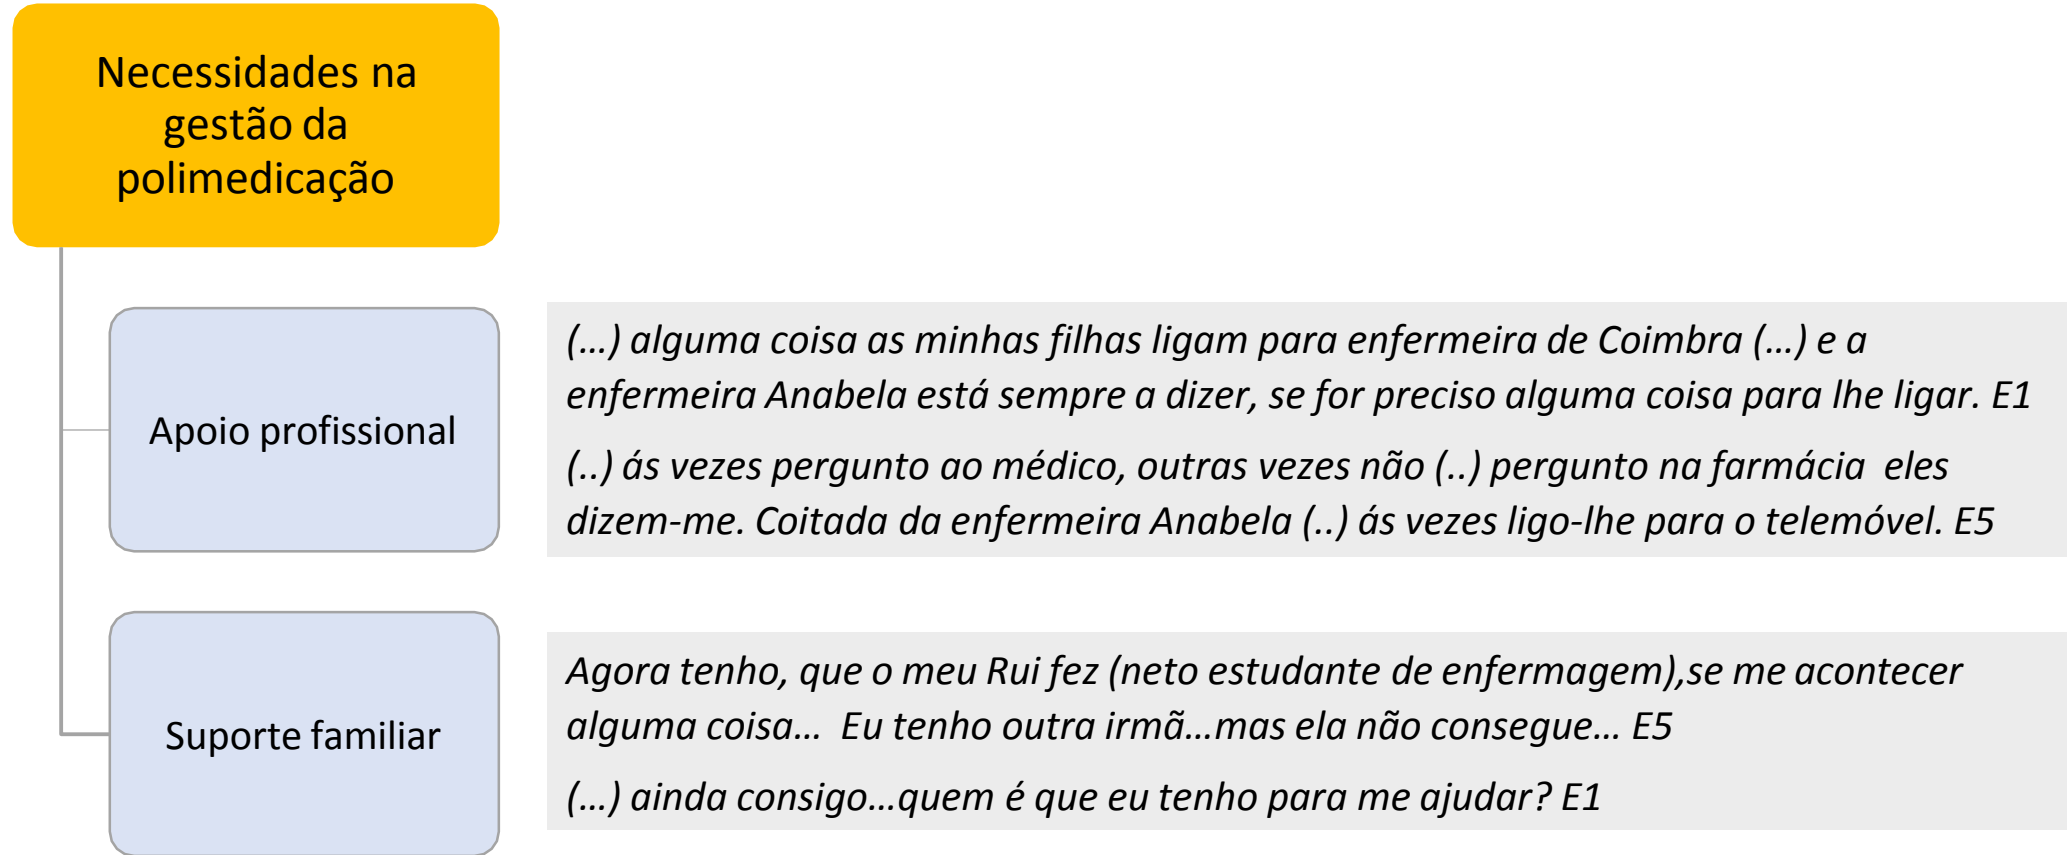 Necessidades na
gestão da
polimedicação
Apoio profissional
(…) alguma coisa as minhas filhas ligam para enfermeira de Coimbra (…) e a
enfermeira Anabela está sempre a dizer, se for preciso alguma coisa para lhe ligar. E1
(..) ás vezes pergunto ao médico, outras vezes não (..) pergunto na farmácia  eles
dizem-me. Coitada da enfermeira Anabela (..) ás vezes ligo-lhe para o telemóvel. E5
Suporte familiar
Agora tenho, que o meu Rui fez (neto estudante de enfermagem),se me acontecer
alguma coisa…  Eu tenho outra irmã…mas ela não consegue… E5
(…) ainda consigo…quem é que eu tenho para me ajudar? E1